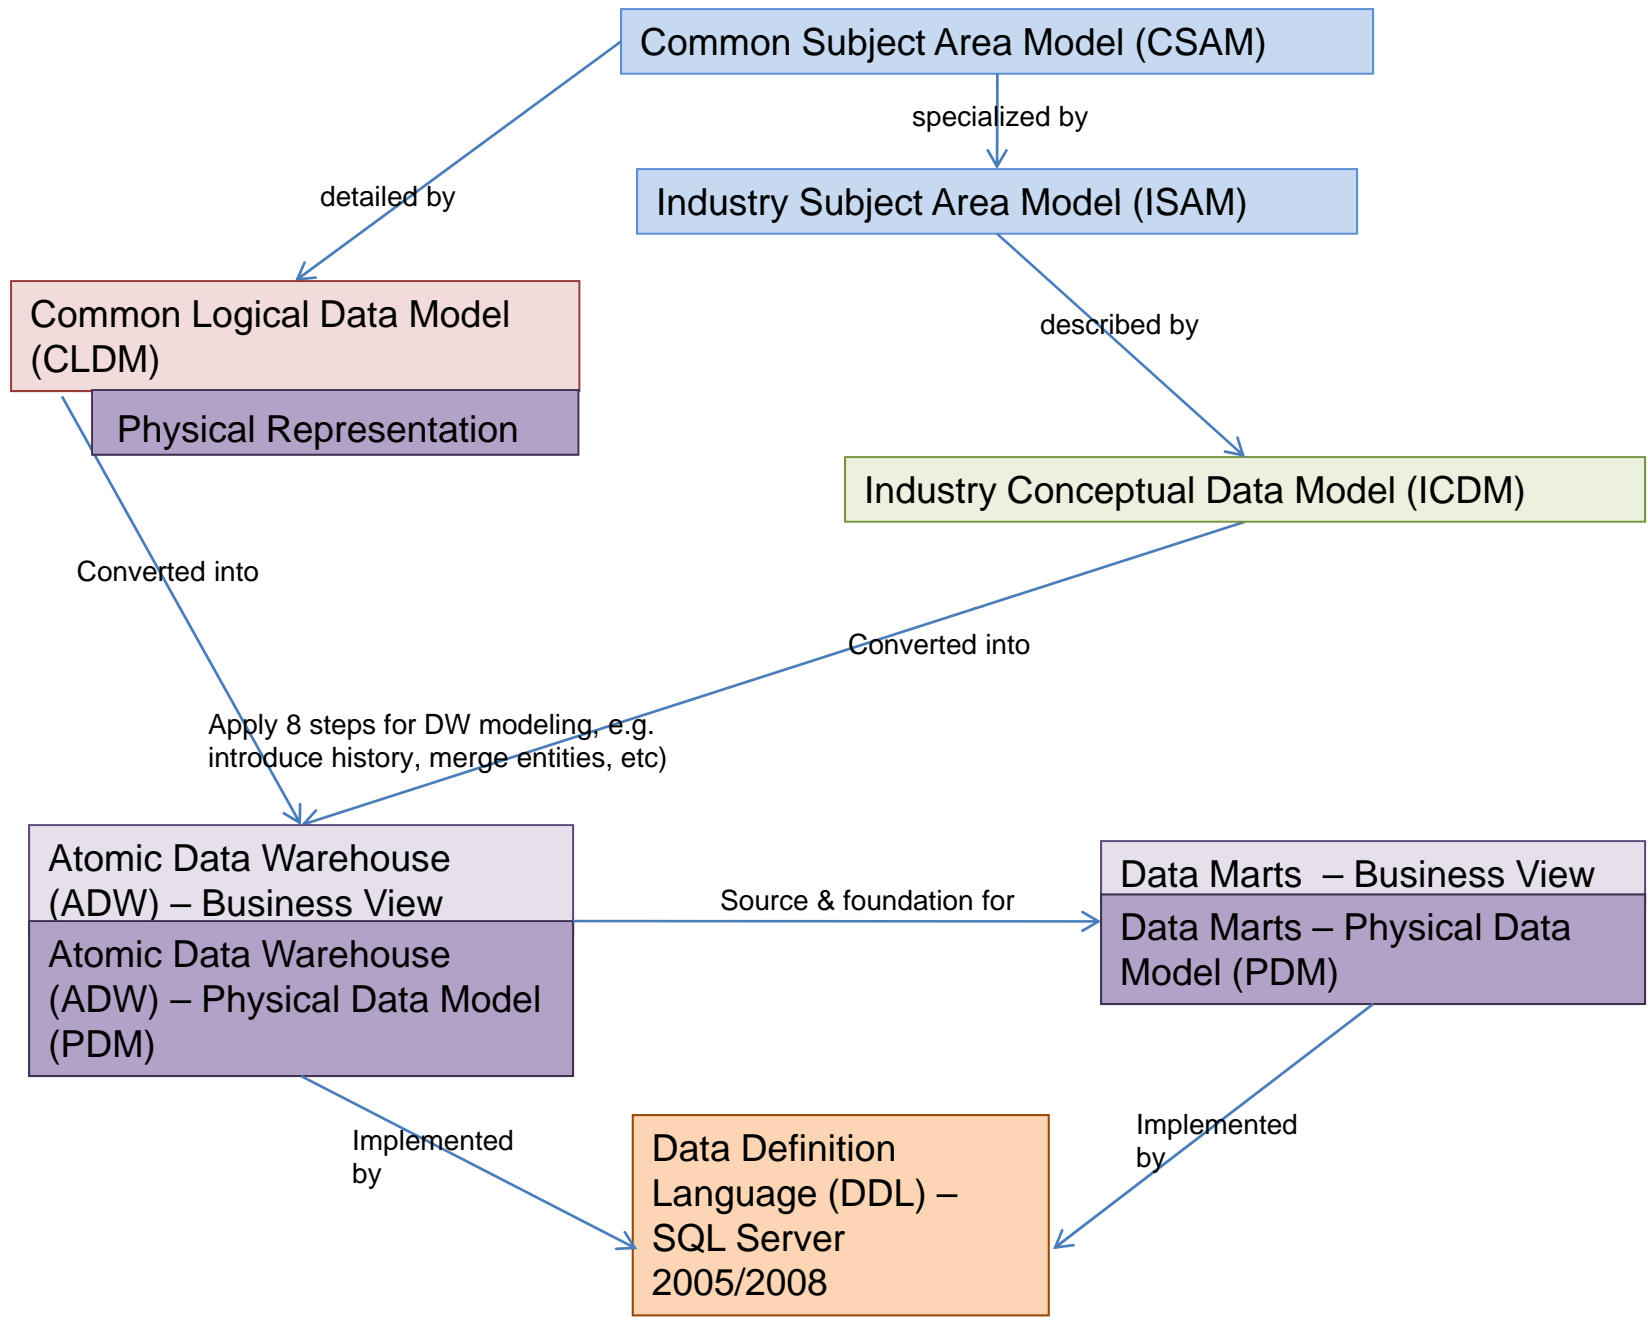 Common Subject Area Model (CSAM)
specialized by
detailed by
Industry Subject Area Model (ISAM)
Common Logical Data Model
(CLDM)
described by
Physical Representation
Industry Conceptual Data Model (ICDM)
Converted into
Converted into
Apply 8 steps for DW modeling, e.g.
introduce history, merge entities, etc)
Atomic Data Warehouse
(ADW) – Business View
Atomic Data Warehouse
(ADW) – Physical Data Model
(PDM)
Source & foundation for
Data Marts  – Business View
Data Marts – Physical Data
Model (PDM)
Implemented
by
Implemented
by
Data Definition
Language (DDL) –
SQL Server
2005/2008